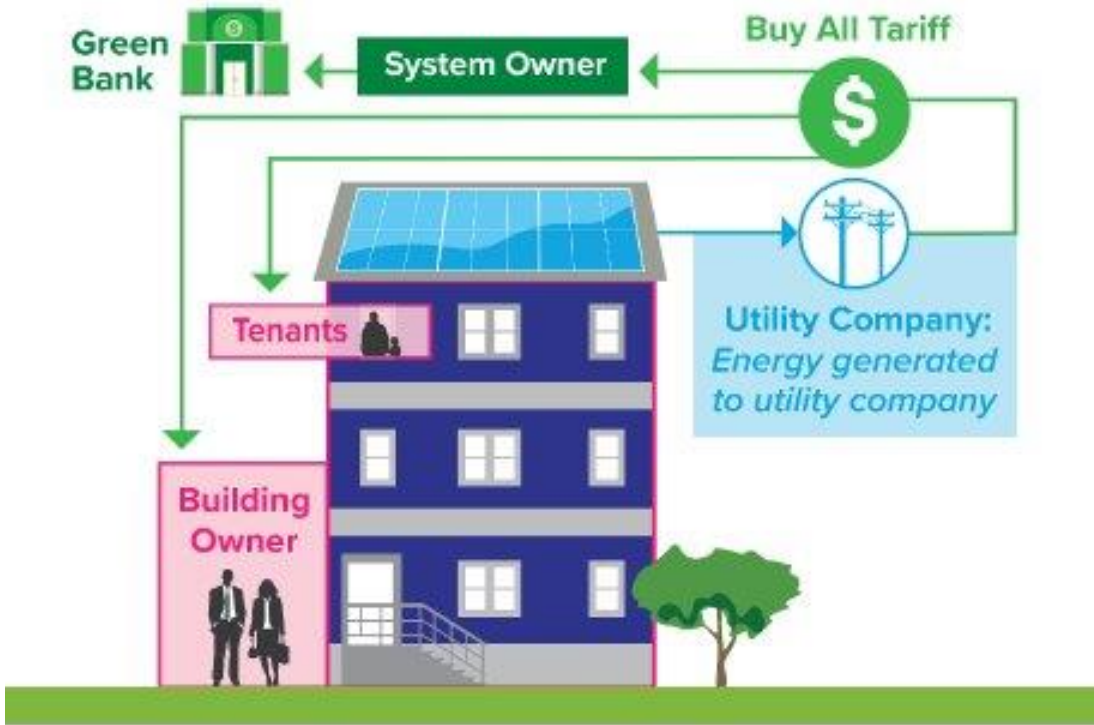 Green
Bank
System Owner
Buy All Tariff
$
$
Tenants
Utility Company:
Energy generated
to utility company
Building
Owner